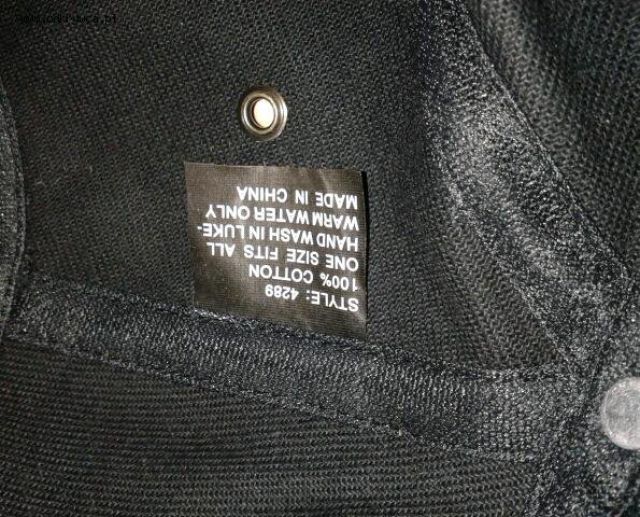 STYLE: 4289
100% COTTON
ONE SIZE FITS ALL
HAND WASH IN LUKE-
WARM WATER ONLY
MADE IN CHINA